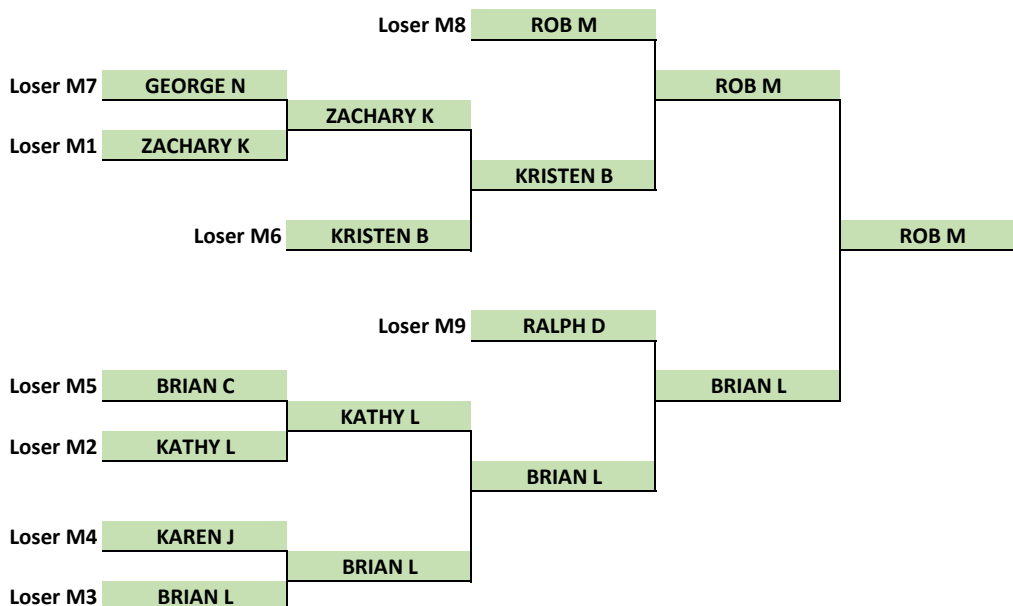 Loser M8 ROB M
Loser M7 GEORGE N ROB M
ZACHARY K
Loser M1 ZACHARY K
KRISTEN B
Loser M6 KRISTEN B ROB M
Loser M9 RALPH D
Loser M5 BRIAN C BRIAN L
KATHY L
Loser M2 KATHY L
BRIAN L
Loser M4 KAREN J
BRIAN L
Loser M3 BRIAN L